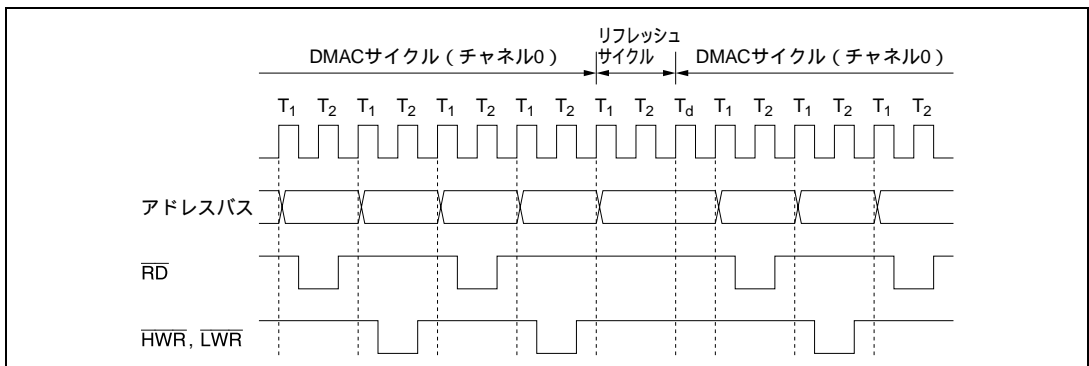 リフレッシュ
DMACサイクル（チャネル0） サイクル DMACサイクル（チャネル0）
T1 T2 T1 T2 T1 T2 T1 T2 T1 T2 Td T1 T2 T1 T2 T1 T2
アドレスバス
RD
HWR, LWR